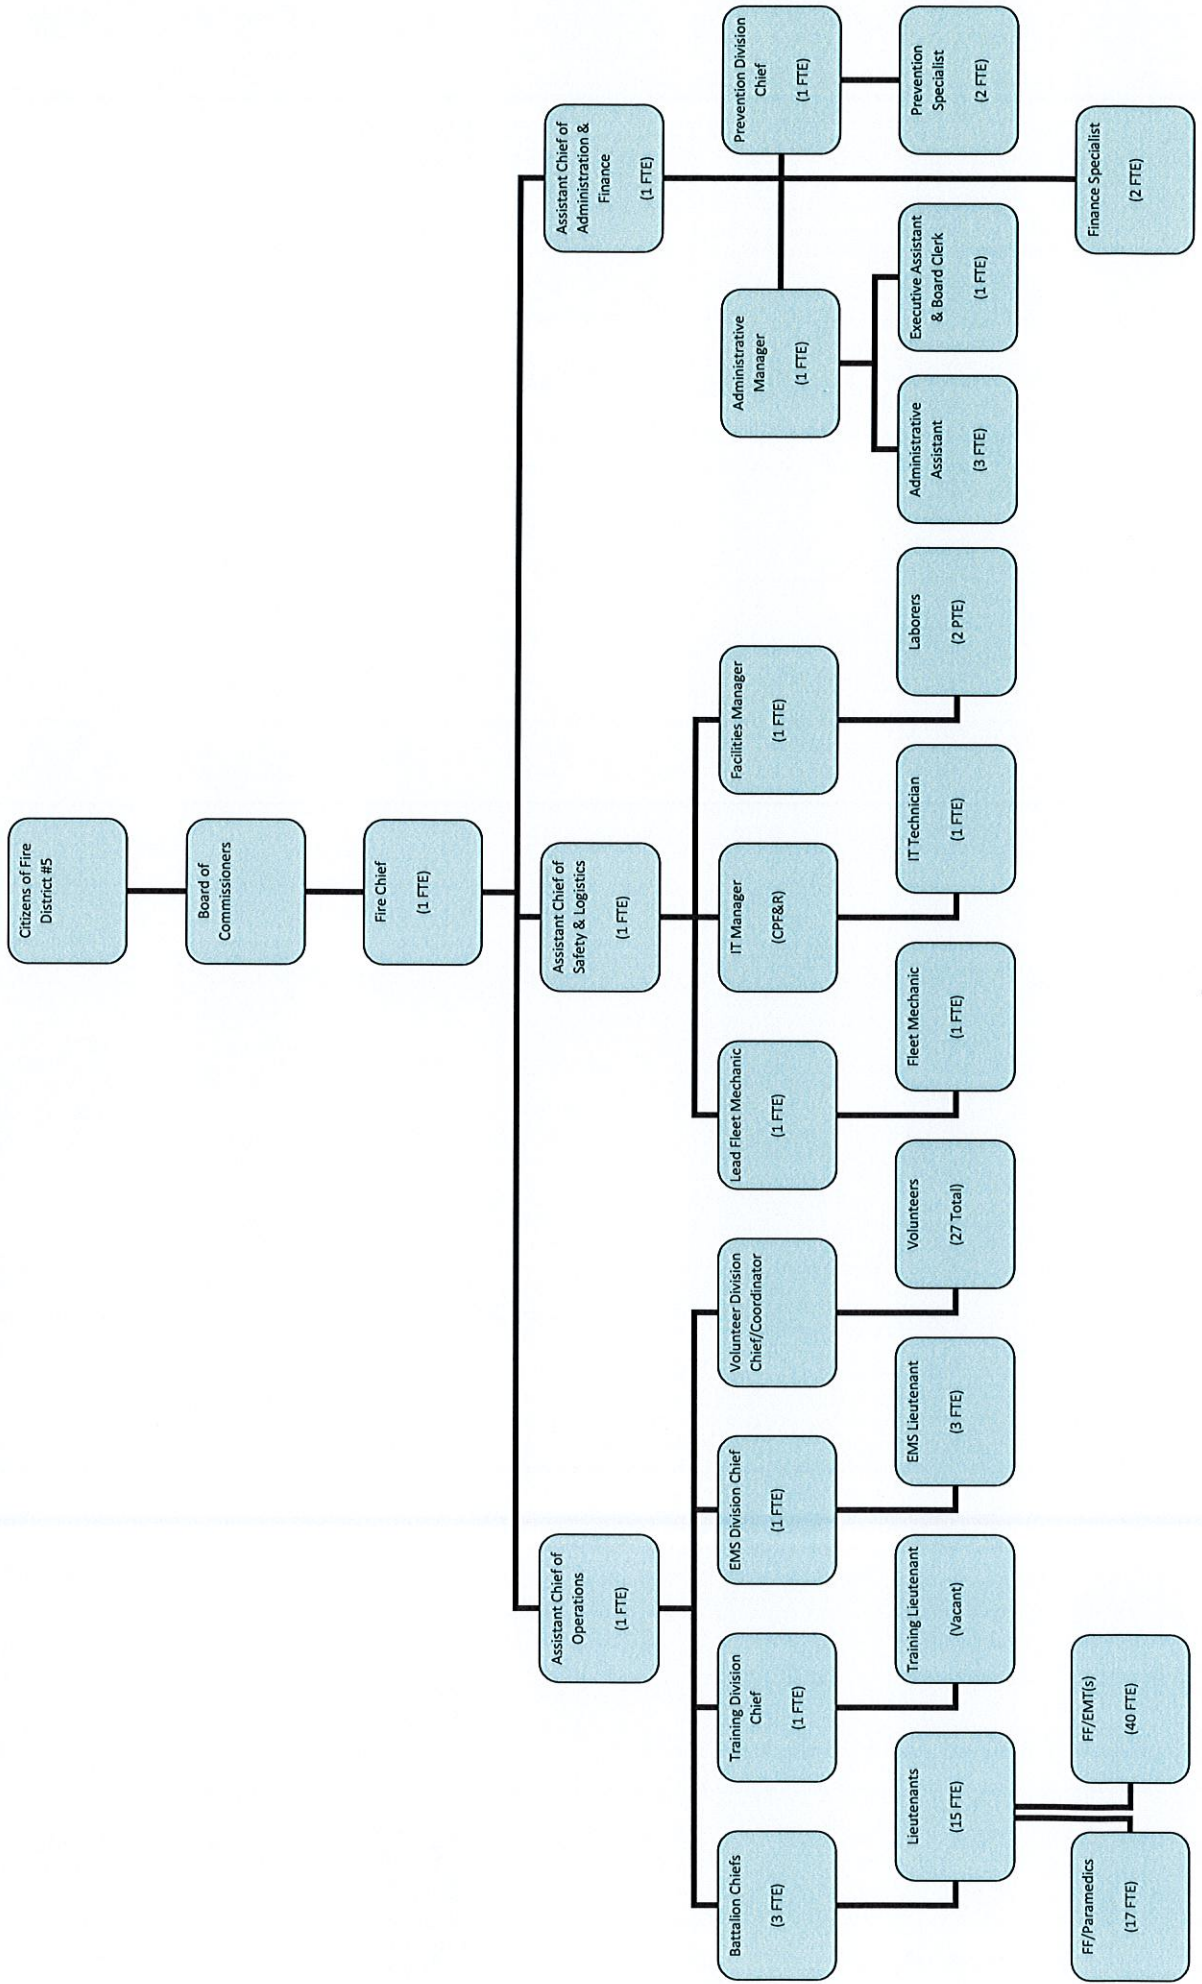 Citizens of Fire
District #5
Board of
Commissioners
Fire Chief
(1 FTE)
Assistant Chief of
Operations
(1 FTE)
Assistant Chief of
Safety & Logistics
(1 FTE)
Assistant Chief of
Administration &
Finance
(1 FTE)
Battalion Chiefs
(3 FTE)
Training Division
Chief
(1 FTE)
EMS Division Chief
(1 FTE)
Volunteer Division
Chief/Coordinator
Lead Fleet Mechanic
(1 FTE)
IT Manager
(CPF&R)
Facilities Manager
(1 FTE)
Administrative
Manager
(1 FTE)
Prevention Division
Chief
(1 FTE)
Lieutenants
(15 FTE)
Training Lieutenant
(Vacant)
EMS Lieutenant
(3 FTE)
Volunteers
(27 Total)
Fleet Mechanic
(1 FTE)
IT Technician
(1 FTE)
Laborers
(2 PTE)
Administrative
Assistant
(3 FTE)
Executive Assistant
& Board Clerk
(1 FTE)
Prevention
Specialist
(2 FTE)
FF/Paramedics
(17 FTE)
FF/EMT(s)
(40 FTE)
Finance Specialist
(2 FTE)